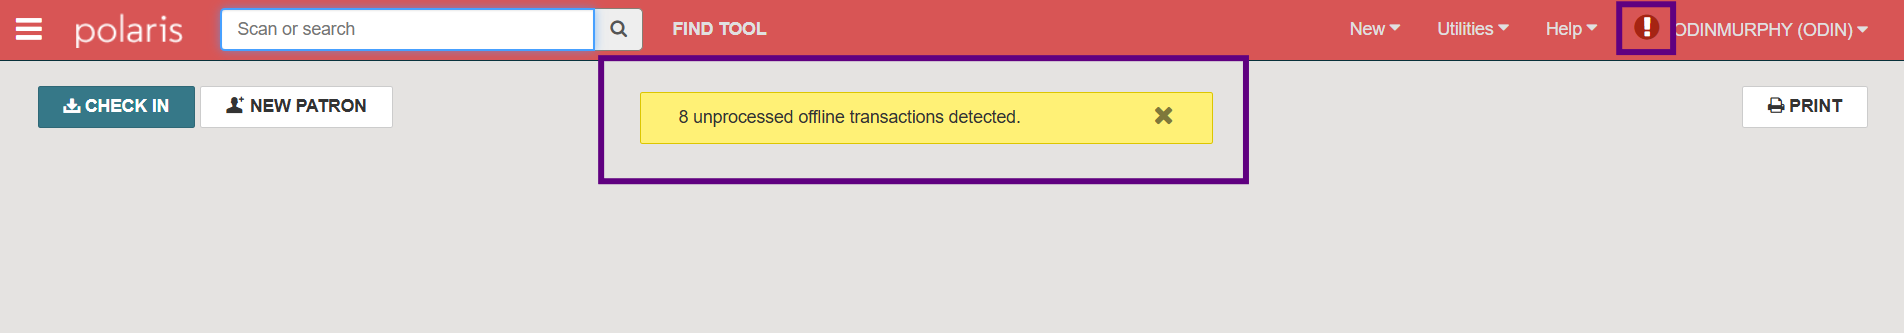 polaris Scan or search FIND TOOL New Utilities Help ODINMURPHY (ODIN)
CHECK IN NEW PATRON 8 unprocessed offline transactions detected. PRINT